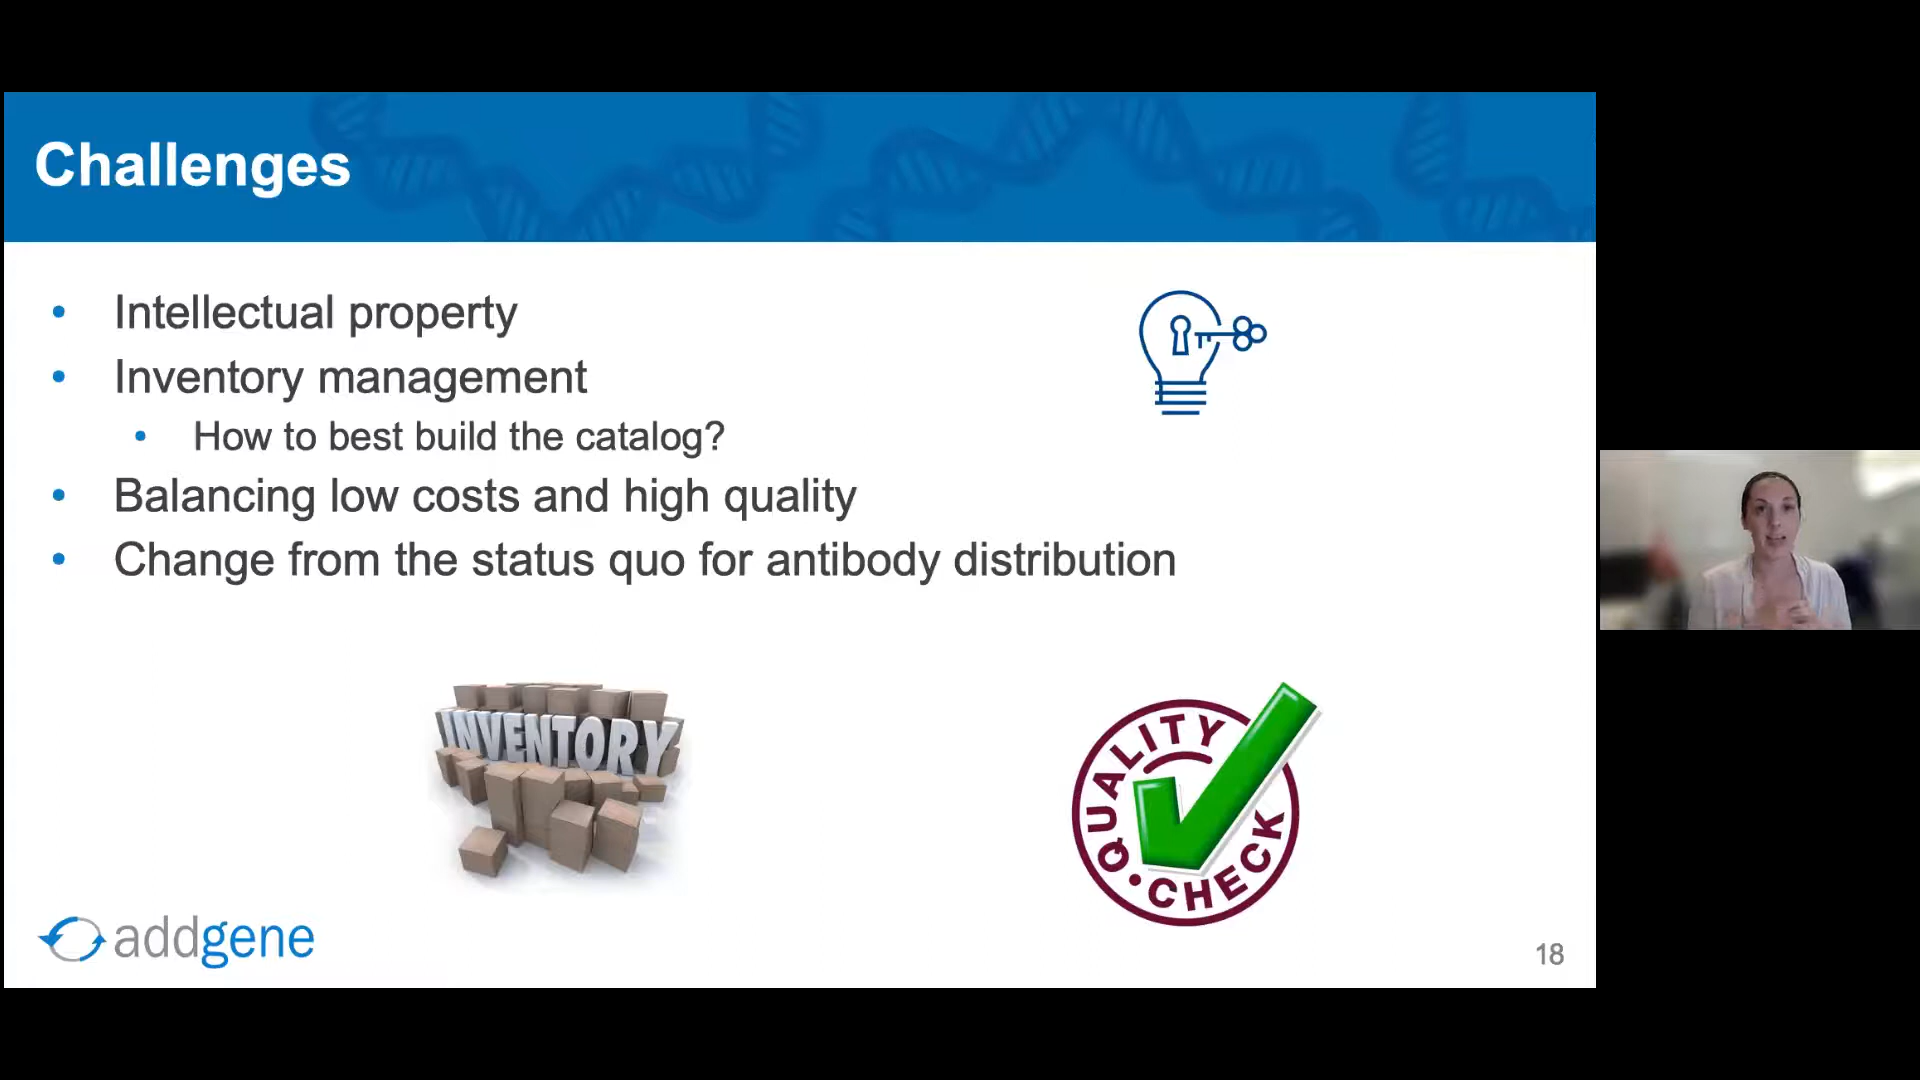 Challenges
• Intellectual property
• Inventory management
• How to best build the catalog?
• Balancing low costs and high quality
• Change from the status quo for antibody distribution
INVENTORY
QUALITY • CHECK
addgene
18